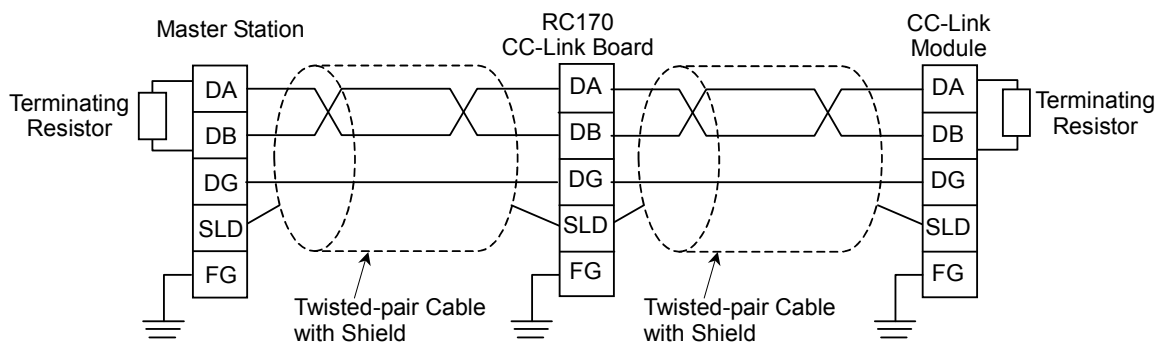 Master Station
RC170
CC-Link Board
CC-Link
Module
Terminating
Resistor
DA
DB
DG
SLD
FG
DA
DB
DG
SLD
FG
DA
DB
DG
SLD
FG
Terminating
Resistor
Twisted-pair Cable
with Shield
Twisted-pair Cable
with Shield